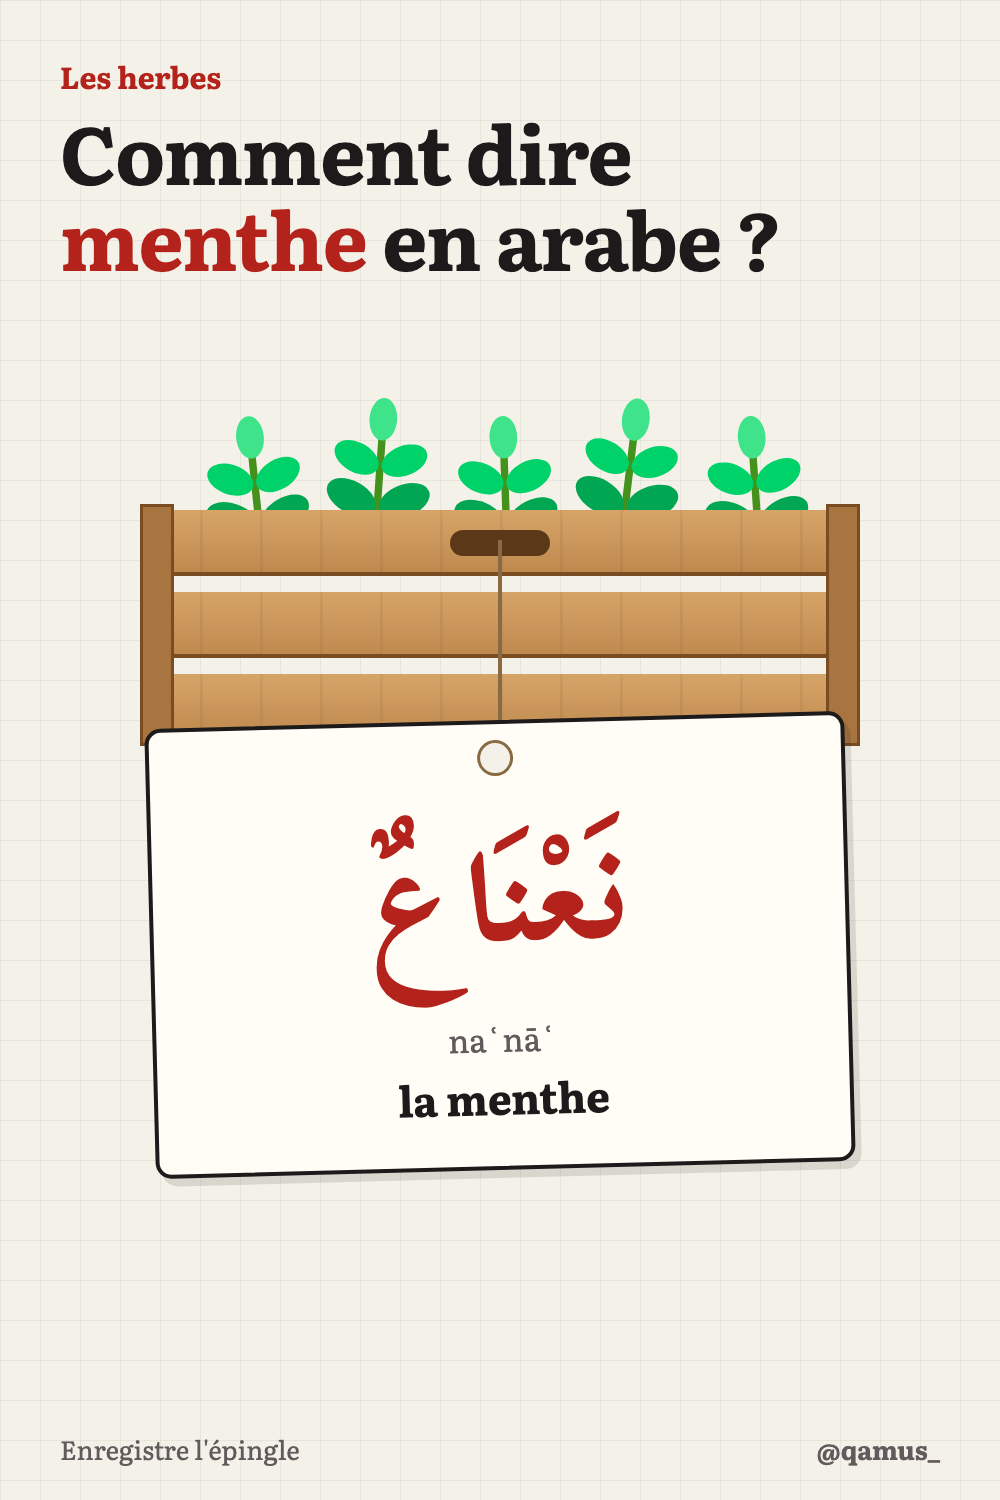 Les herbes
Comment dire
menthe en arabe ?
نَعْنَاعٌ
naʿnāʿ
la menthe
Enregistre l'épingle
@qamus_